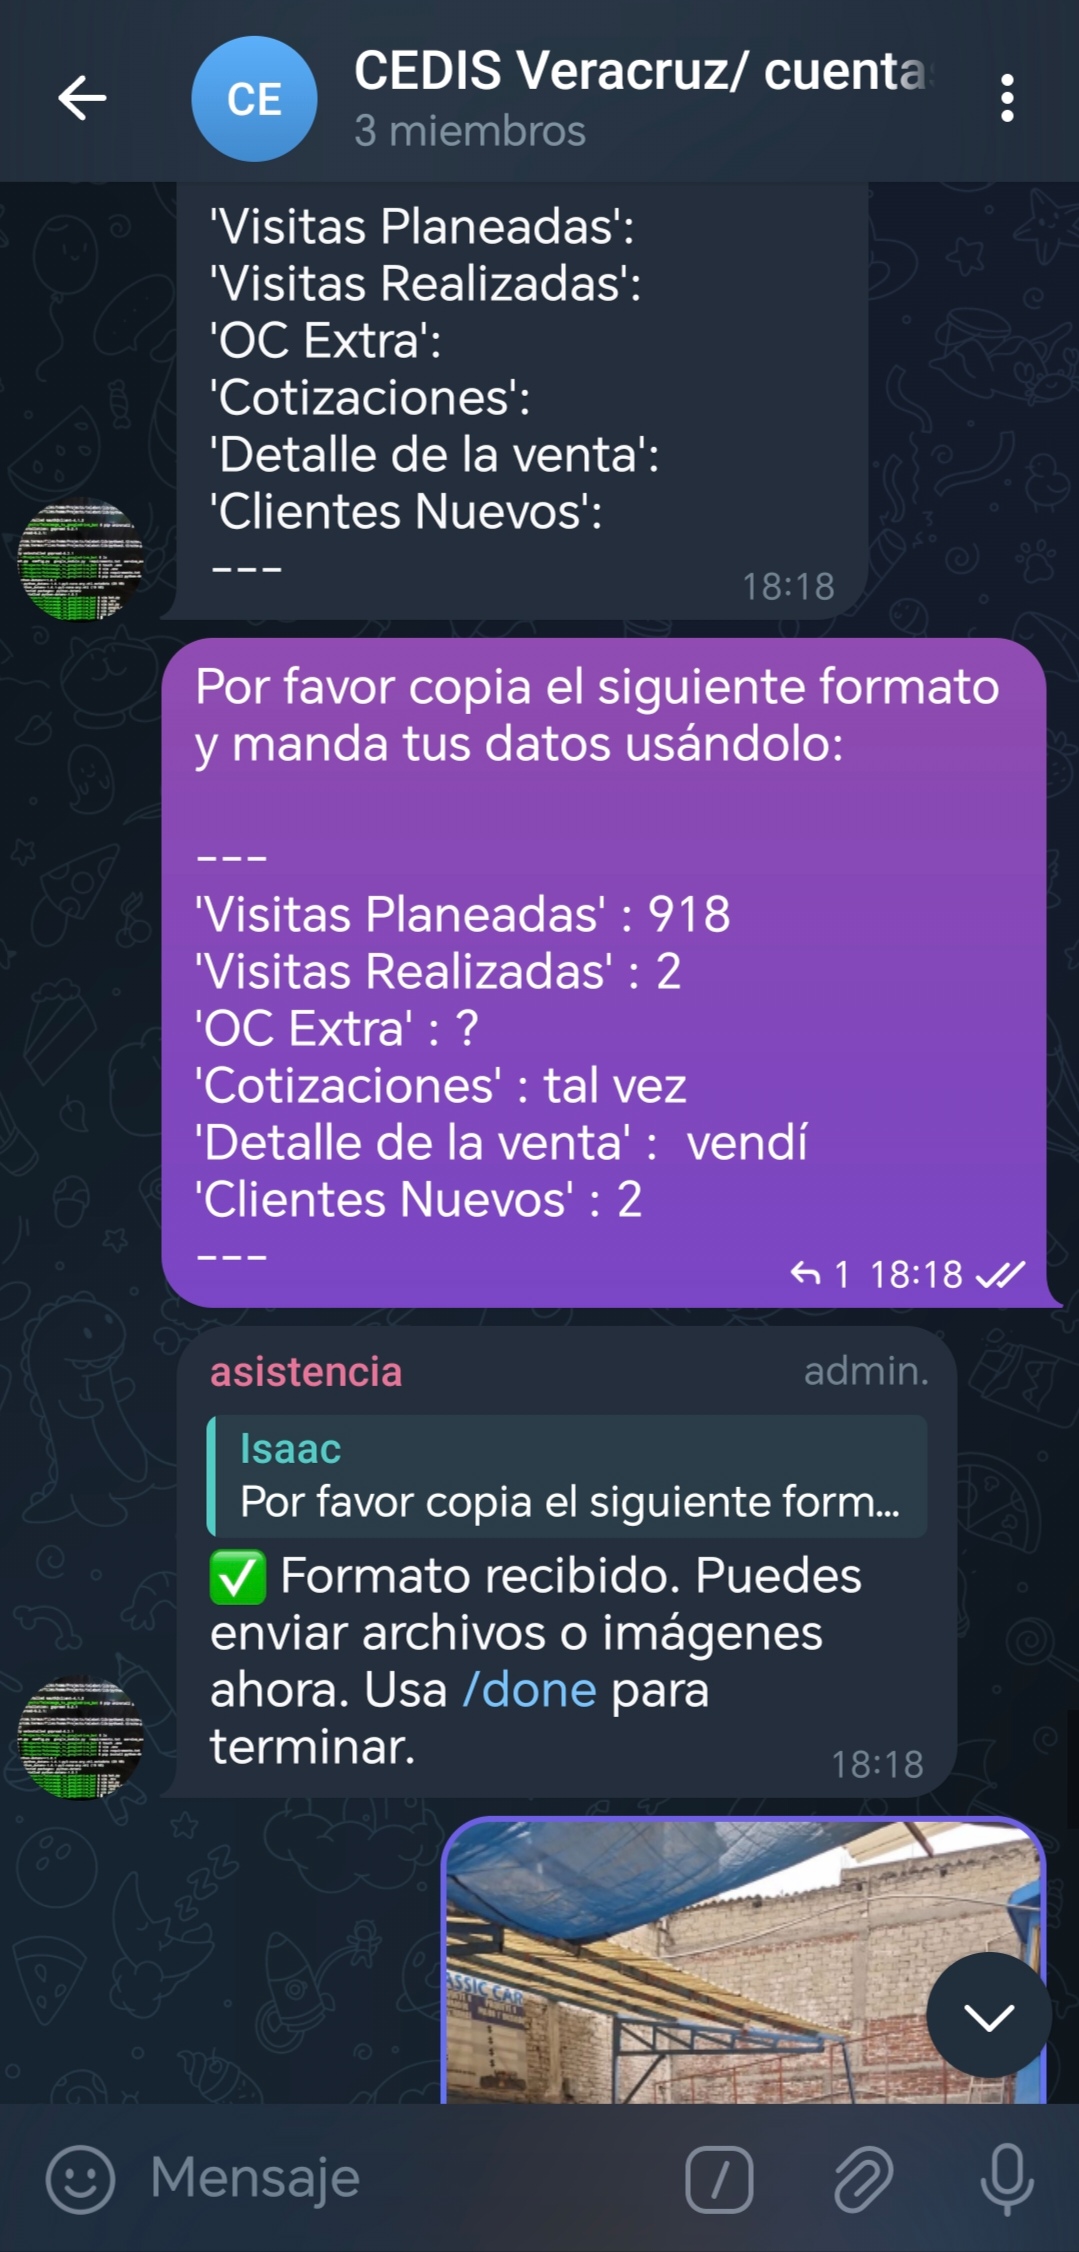 CE
CEDIS Veracruz/ cuenta
3 miembros
'Visitas Planeadas':
'Visitas Realizadas':
'OC Extra':
'Cotizaciones':
'Detalle de la venta':
'Clientes Nuevos':
---
18:18
Por favor copia el siguiente formato
y manda tus datos usándolo:
---
'Visitas Planeadas' : 918
'Visitas Realizadas' : 2
'OC Extra' : ?
'Cotizaciones' : tal vez
'Detalle de la venta' :  vendí
'Clientes Nuevos' : 2
---
1 18:18
asistencia admin.
Isaac
Por favor copia el siguiente form...
✅ Formato recibido. Puedes
enviar archivos o imágenes
ahora. Usa /done para
terminar.
18:18
ASSIC CAR
Mensaje